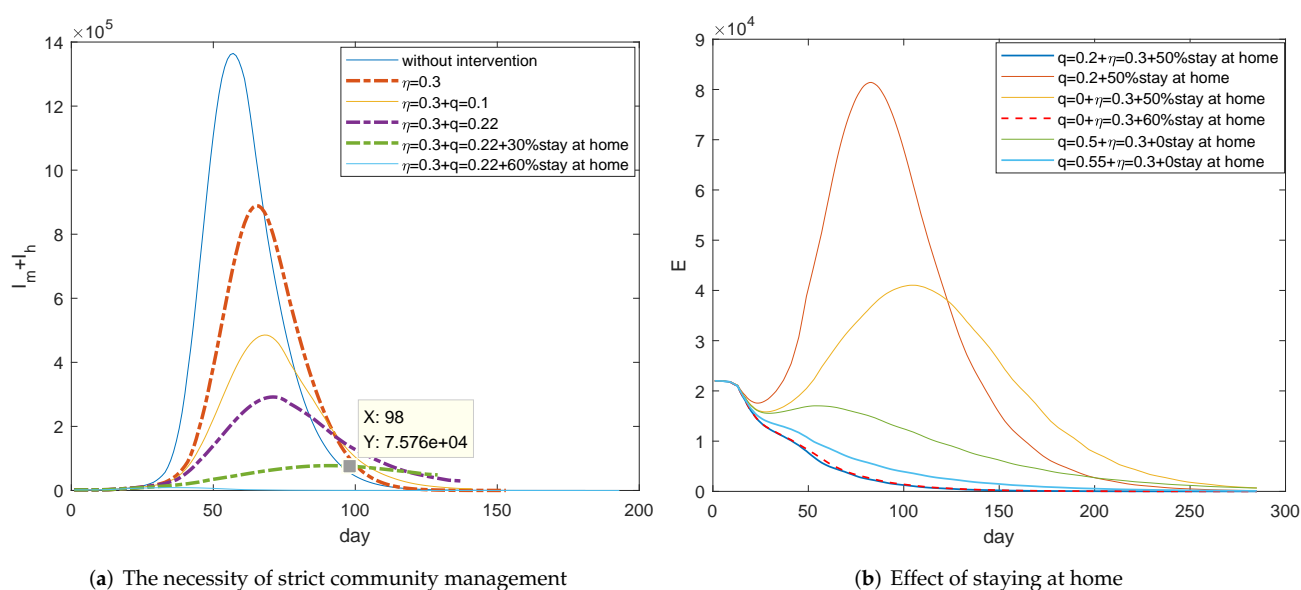 ×10⁵
14
12
10
8
6
4
2
0
I_m+I_h
0
50
100
150
200
day
without intervention
η=0.3
η=0.3+q=0.1
η=0.3+q=0.22
η=0.3+q=0.22+30%stay at home
η=0.3+q=0.22+60%stay at home
X: 98
Y: 7.576e+04
(a) The necessity of strict community management
×10⁴
9
8
7
6
5
4
3
2
1
0
E
0
50
100
150
200
250
300
day
q=0.2+η=0.3+50%stay at home
q=0.2+50%stay at home
q=0+η=0.3+50%stay at home
q=0+η=0.3+60%stay at home
q=0.5+η=0.3+0stay at home
q=0.55+η=0.3+0stay at home
(b) Effect of staying at home